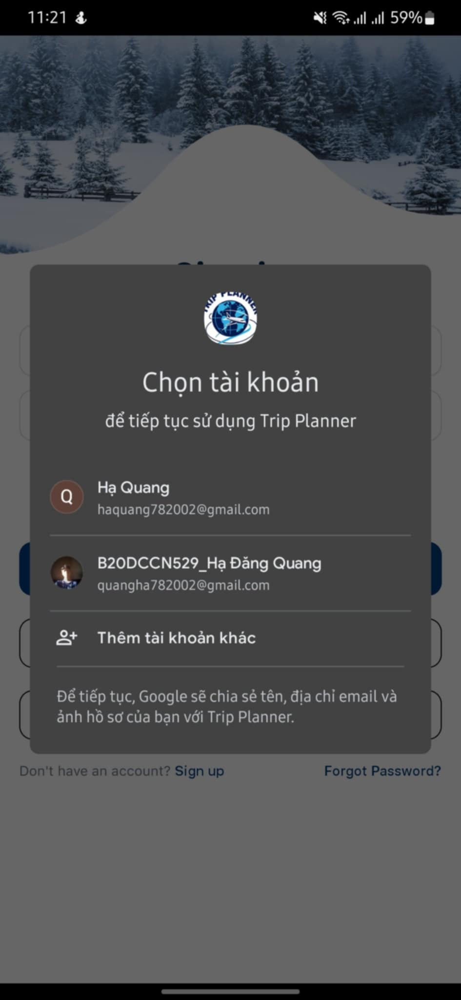 11:21
59%
TRIP PLANNER
Chọn tài khoản
để tiếp tục sử dụng Trip Planner
Q
Hạ Quang
haquang782002@gmail.com
B20DCCN529_Hạ Đăng Quang
quangha782002@gmail.com
Thêm tài khoản khác
Để tiếp tục, Google sẽ chia sẻ tên, địa chỉ email và
ảnh hồ sơ của bạn với Trip Planner.
Don't have an account? Sign up
Forgot Password?